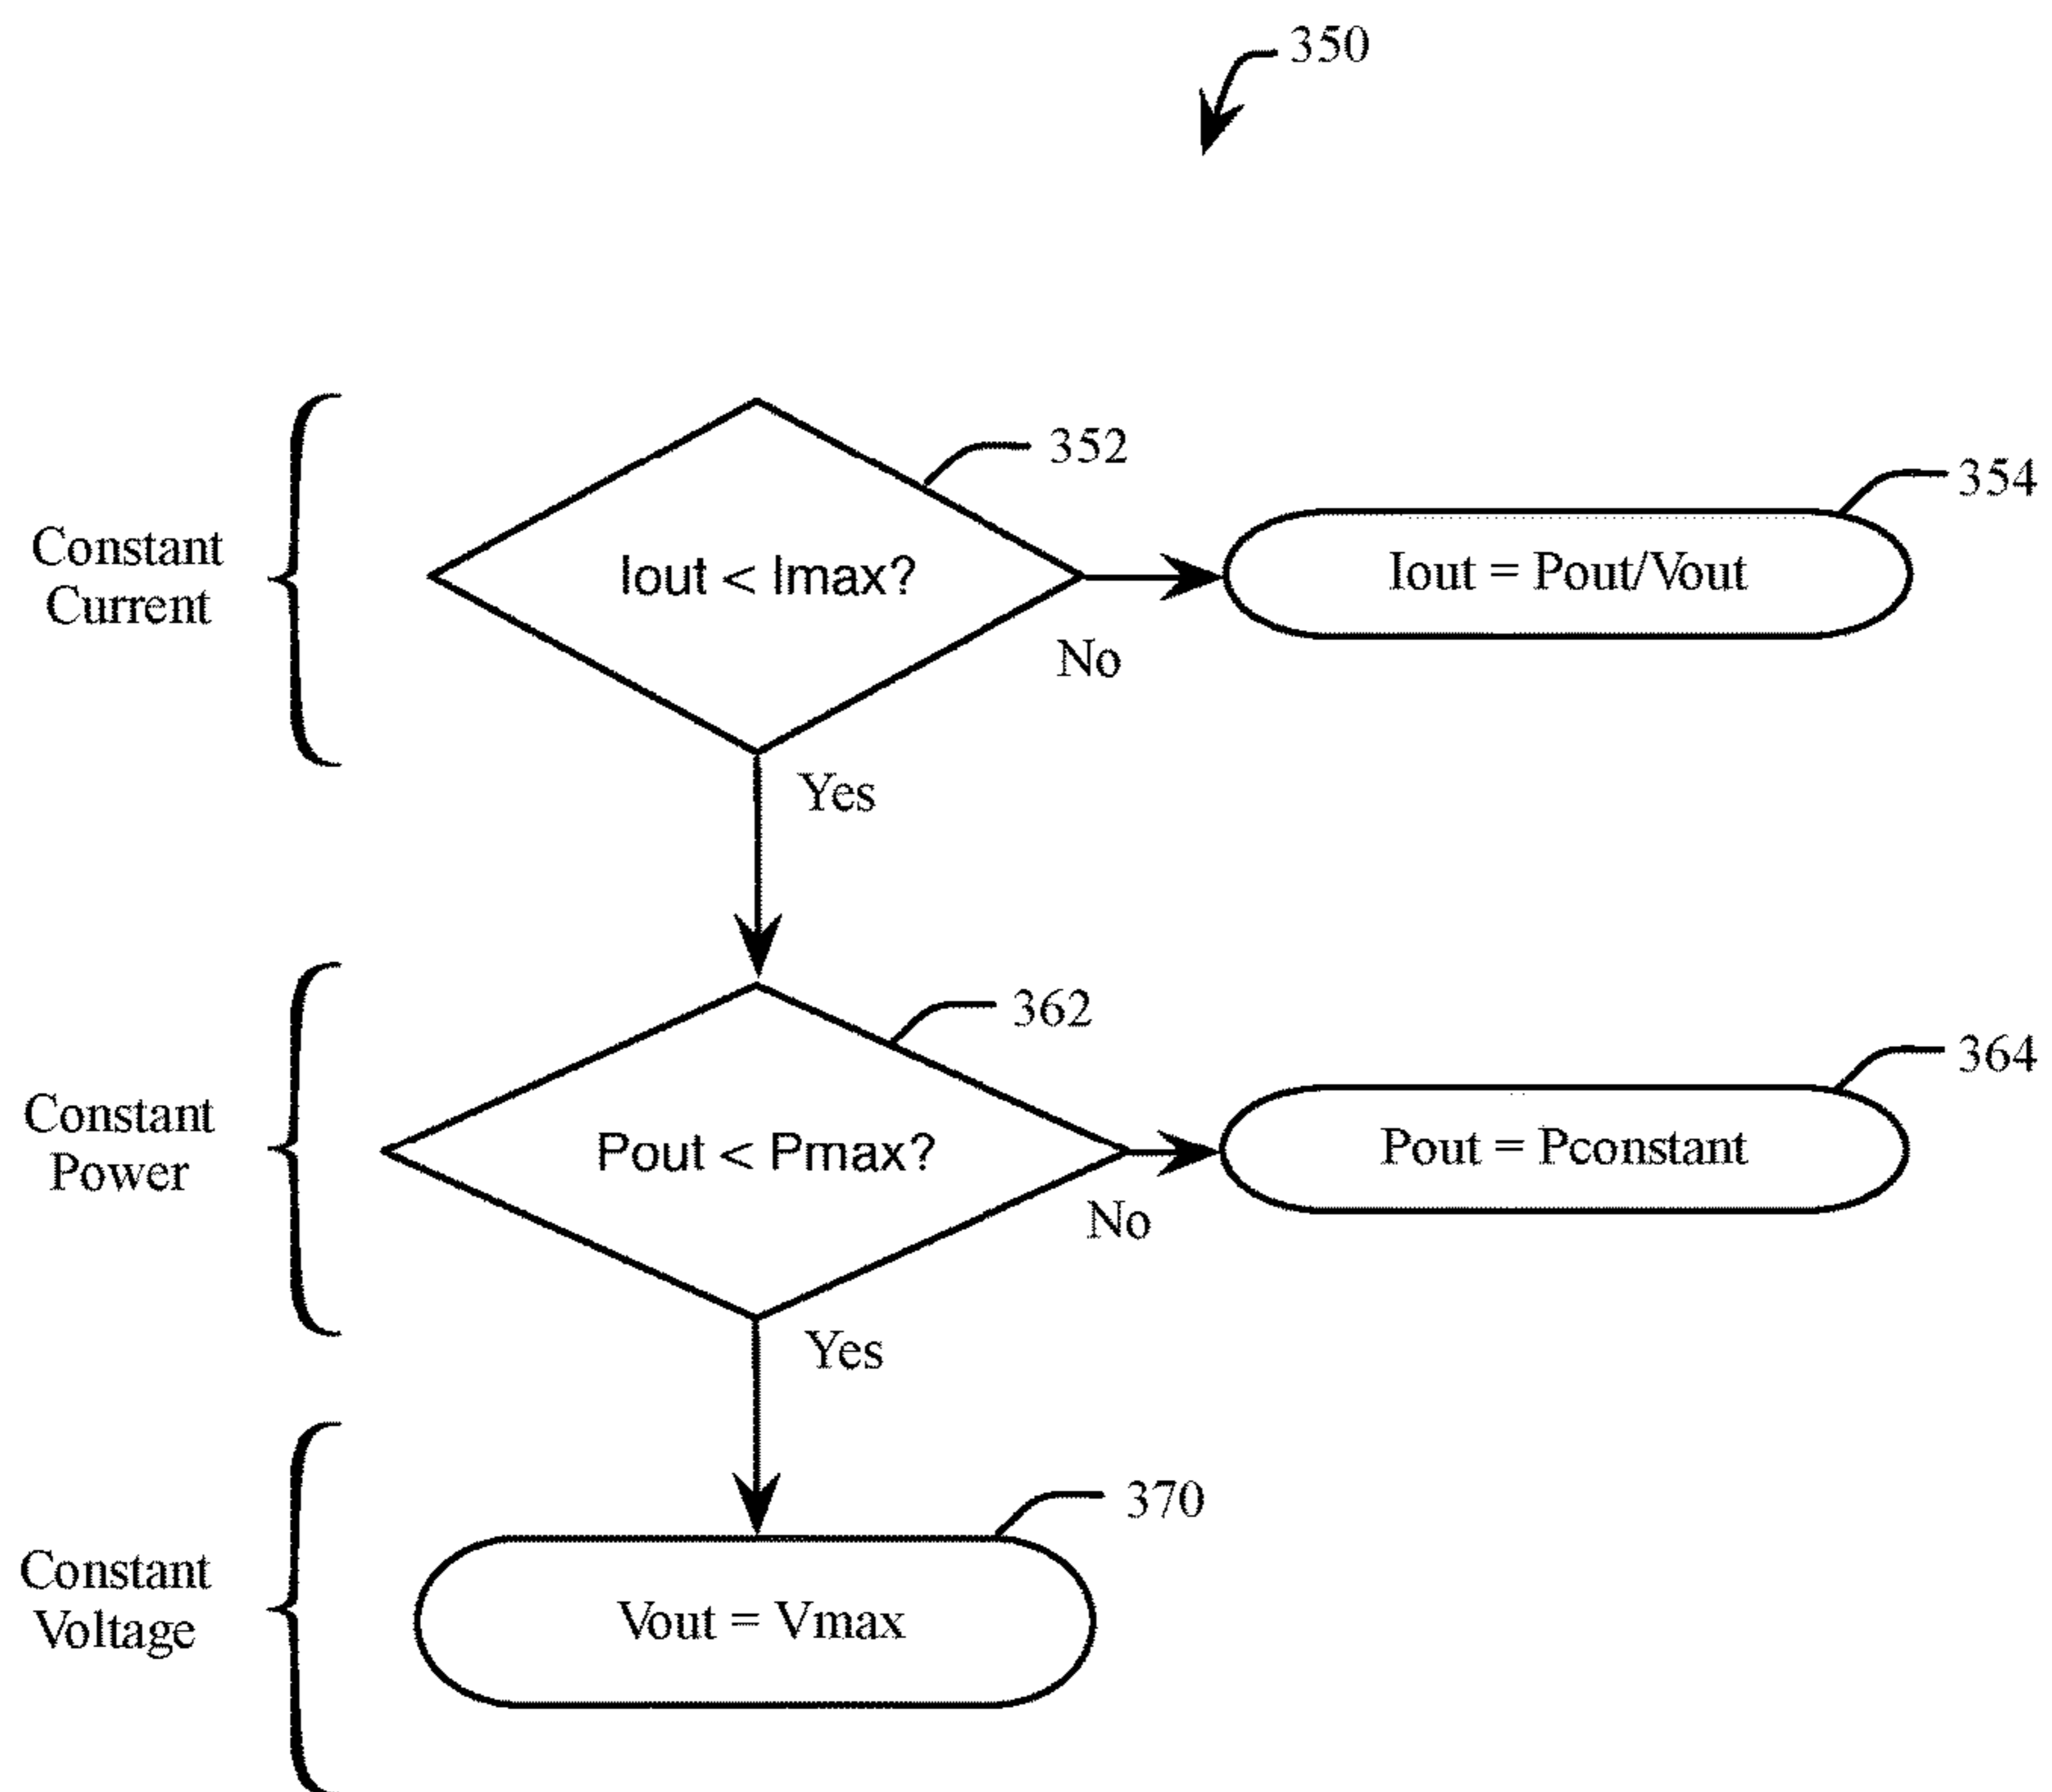 350
352
354
Constant
Current
Iout < Imax?
Iout = Pout/Vout
No
Yes
362
364
Constant
Power
Pout < Pmax?
Pout = Pconstant
No
Yes
370
Constant
Voltage
Vout = Vmax